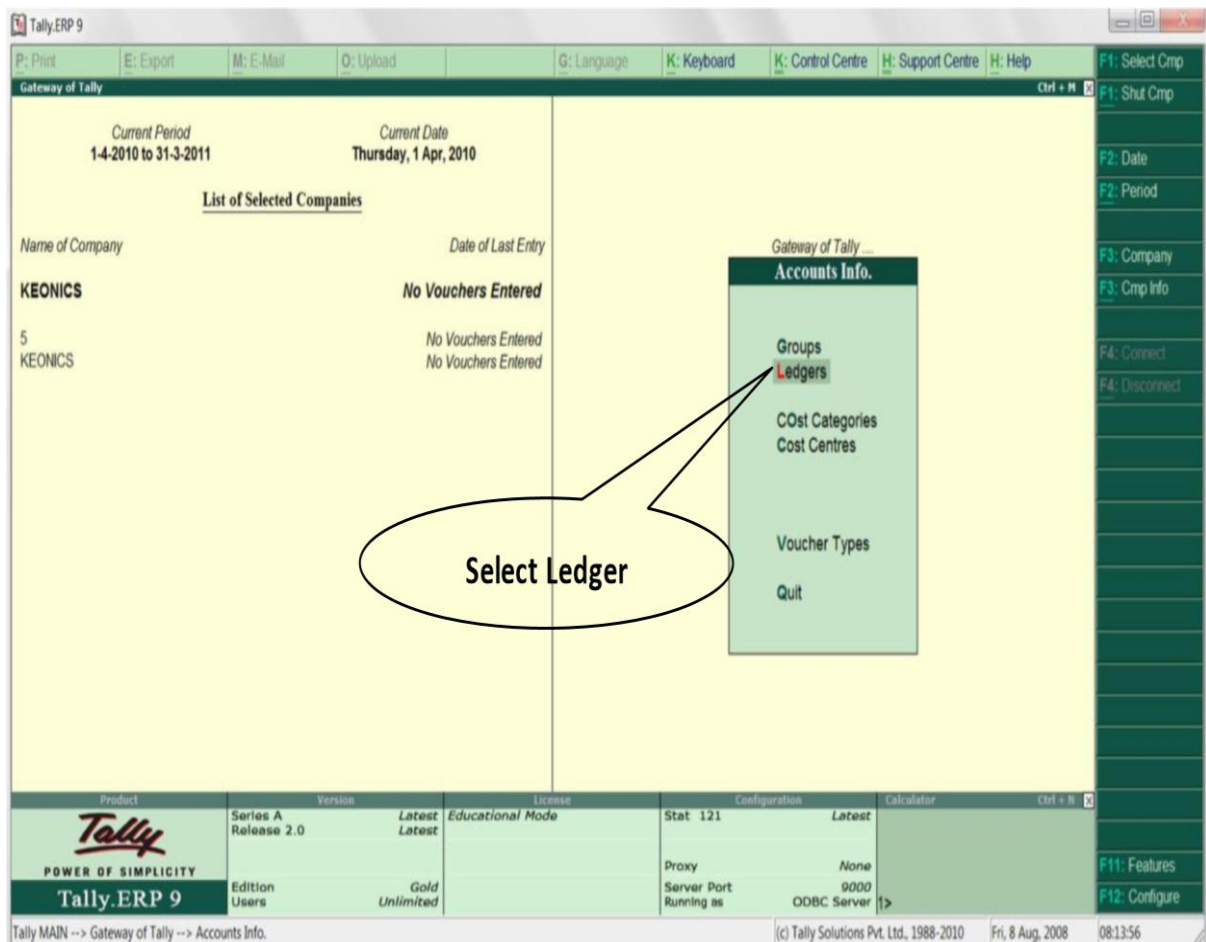 Tally.ERP 9
P: Print E: Export M: E-Mail O: Upload G: Language K: Keyboard K: Control Centre H: Support Centre H: Help
Gateway of Tally Ctrl + M X
Current Period Current Date
1-4-2010 to 31-3-2011 Thursday, 1 Apr, 2010
List of Selected Companies
Name of Company Date of Last Entry
KEONICS No Vouchers Entered
5 No Vouchers Entered
KEONICS No Vouchers Entered
Gateway of Tally ....
Accounts Info.
Groups
Ledgers
COst Categories
Cost Centres
Voucher Types
Quit
Select Ledger
F1: Select Cmp
F1: Shut Cmp
F2: Date
F2: Period
F3: Company
F3: Cmp Info
F4: Connect
F4: Disconnect
F11: Features
F12: Configure
Product Version License Configuration Calculator Ctrl + N X
Tally
POWER OF SIMPLICITY
Tally.ERP 9
Series A Latest
Release 2.0 Latest
Edition Gold
Users Unlimited
Educational Mode
Stat 121 Latest
Proxy None
Server Port 9000
Running as ODBC Server
1>
Tally MAIN --> Gateway of Tally --> Accounts Info. (c) Tally Solutions Pvt. Ltd., 1988-2010 Fri, 8 Aug, 2008 08:13:56